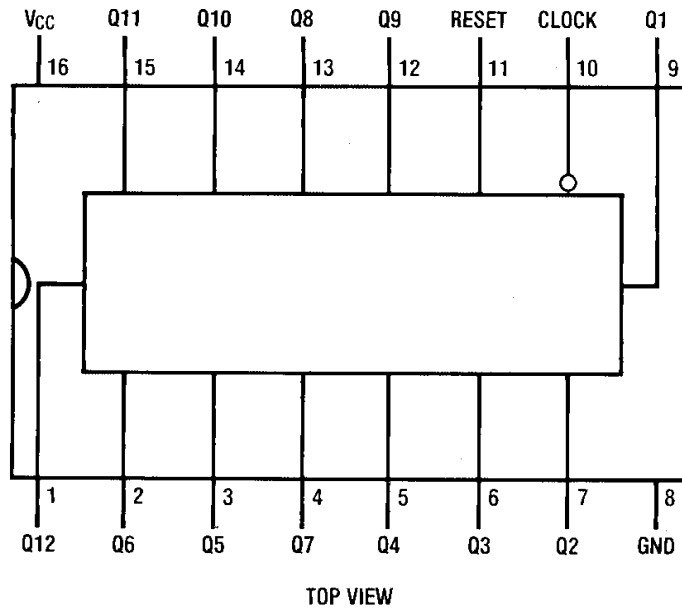 VCC Q11 Q10 Q8 Q9 RESET CLOCK Q1
16 15 14 13 12 11 10 9
1 2 3 4 5 6 7 8
Q12 Q6 Q5 Q7 Q4 Q3 Q2 GND
TOP VIEW